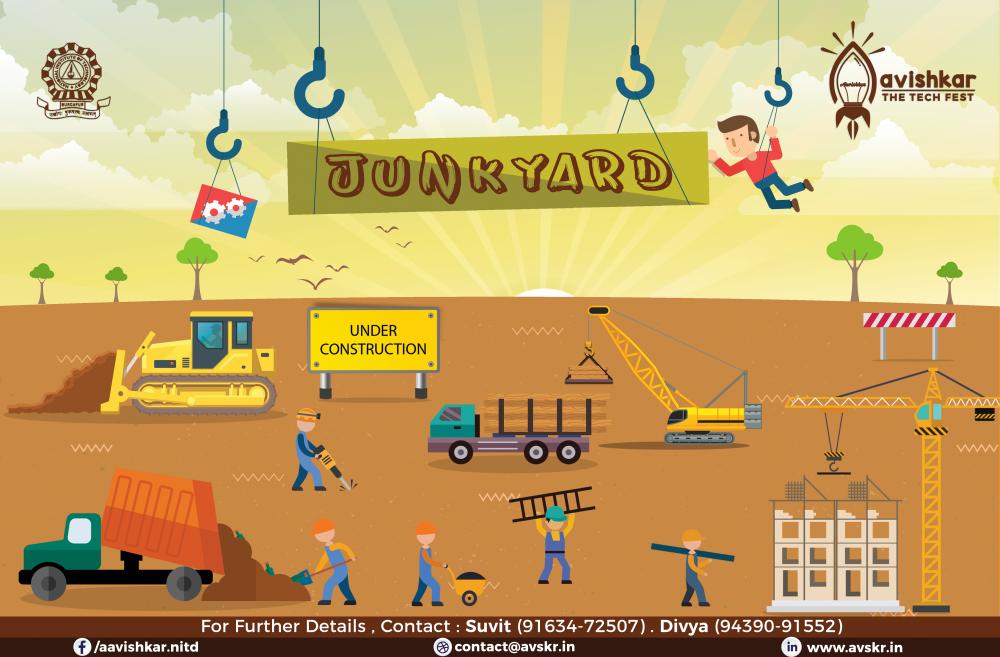 JUNKYARD
avishkar
THE TECH FEST
DURGAPUR
UNDER
CONSTRUCTION
For Further Details , Contact : Suvit (91634-72507) . Divya (94390-91552)
/aavishkar.nitd
contact@avskr.in
www.avskr.in